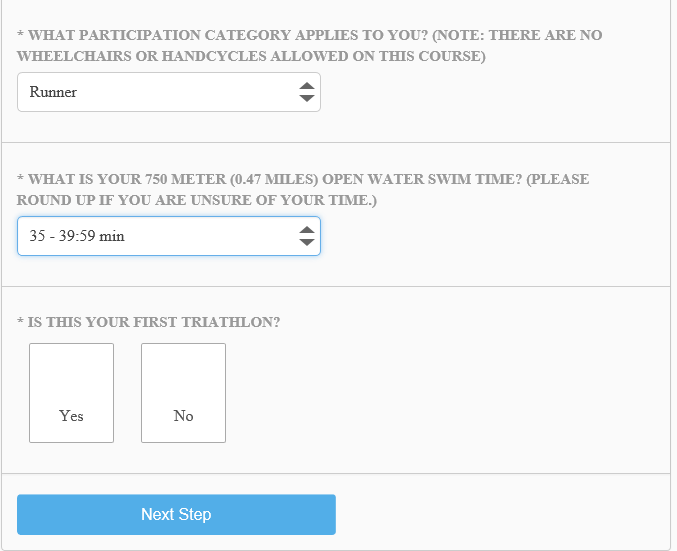 * WHAT PARTICIPATION CATEGORY APPLIES TO YOU? (NOTE: THERE ARE NO
WHEELCHAIRS OR HANDCYCLES ALLOWED ON THIS COURSE)
Runner
* WHAT IS YOUR 750 METER (0.47 MILES) OPEN WATER SWIM TIME? (PLEASE
ROUND UP IF YOU ARE UNSURE OF YOUR TIME.)
35 - 39:59 min
* IS THIS YOUR FIRST TRIATHLON?
Yes
No
Next Step